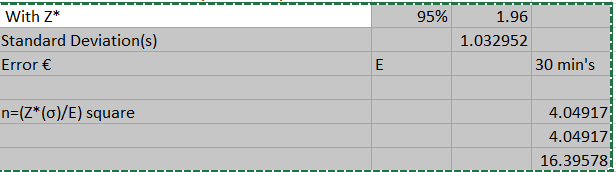 With Z* 95% 1.96
Standard Deviation(s) 1.032952
Error € E 30 min's
n=(Z*(σ)/E) square 4.04917
4.04917
16.39578